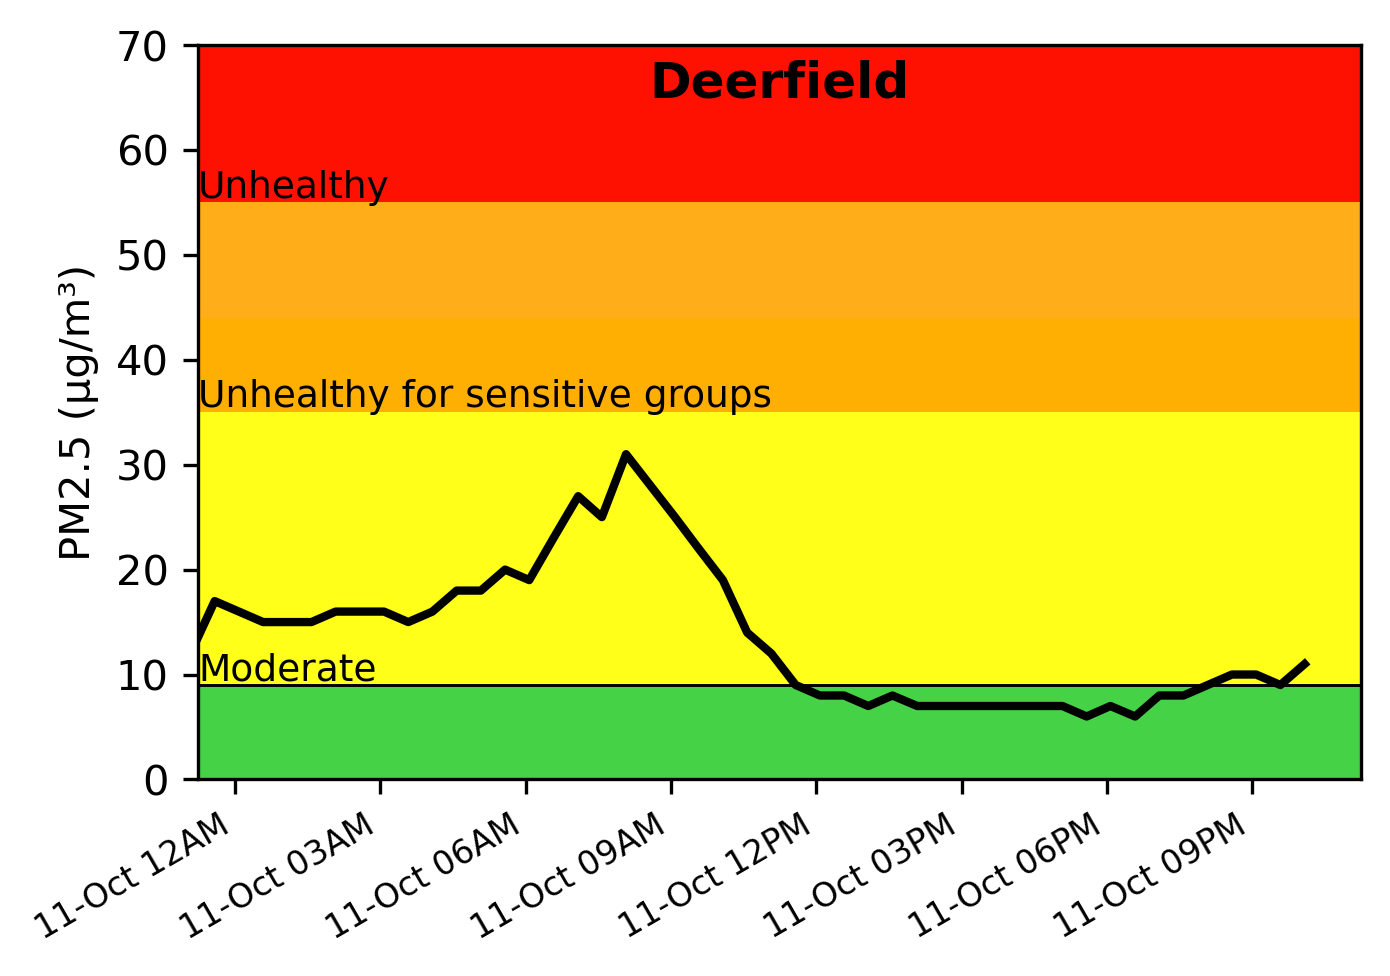 Deerfield
70
60
Unhealthy
50
40
Unhealthy for sensitive groups
30
20
Moderate
10
0
PM2.5 (µg/m³)
11-Oct 12AM
11-Oct 03AM
11-Oct 06AM
11-Oct 09AM
11-Oct 12PM
11-Oct 03PM
11-Oct 06PM
11-Oct 09PM